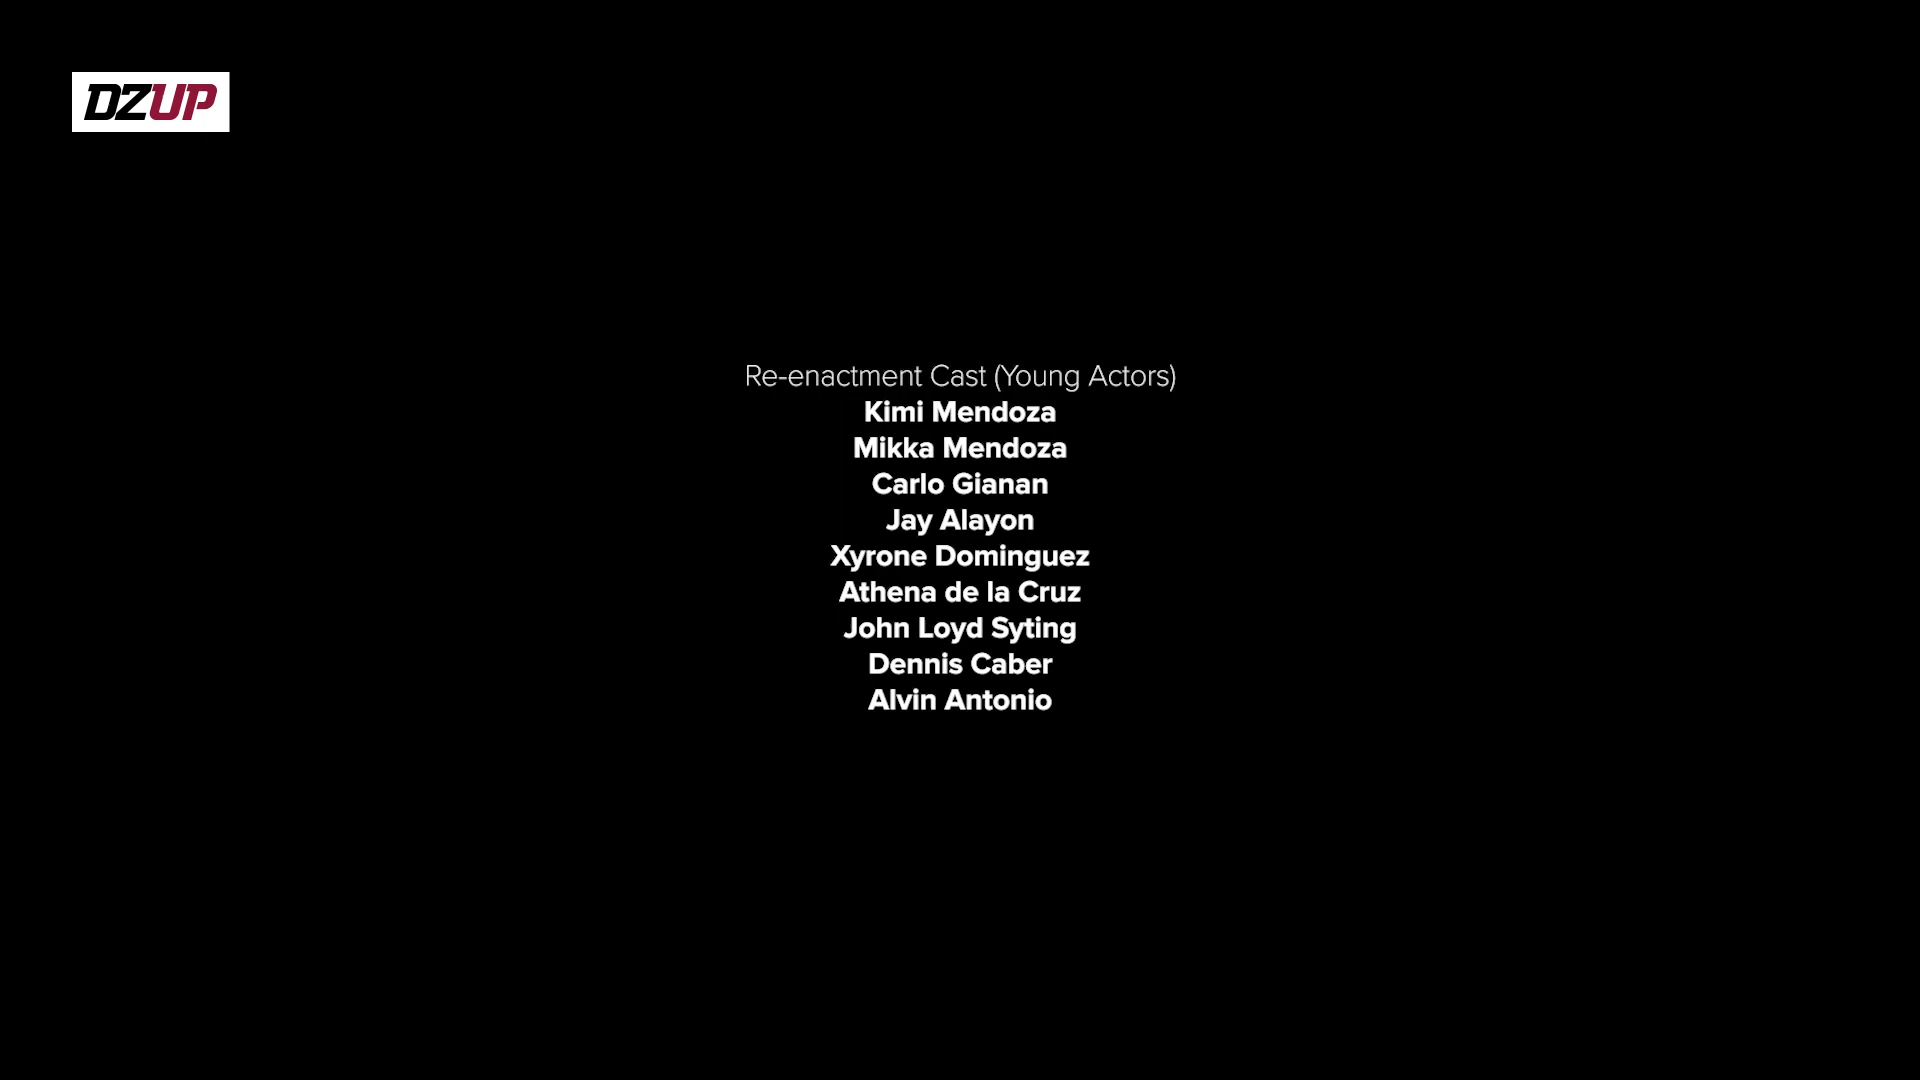 DZUP
Re-enactment Cast (Young Actors)
Kimi Mendoza
Mikka Mendoza
Carlo Gianan
Jay Alayon
Xyrone Dominguez
Athena de la Cruz
John Loyd Syting
Dennis Caber
Alvin Antonio